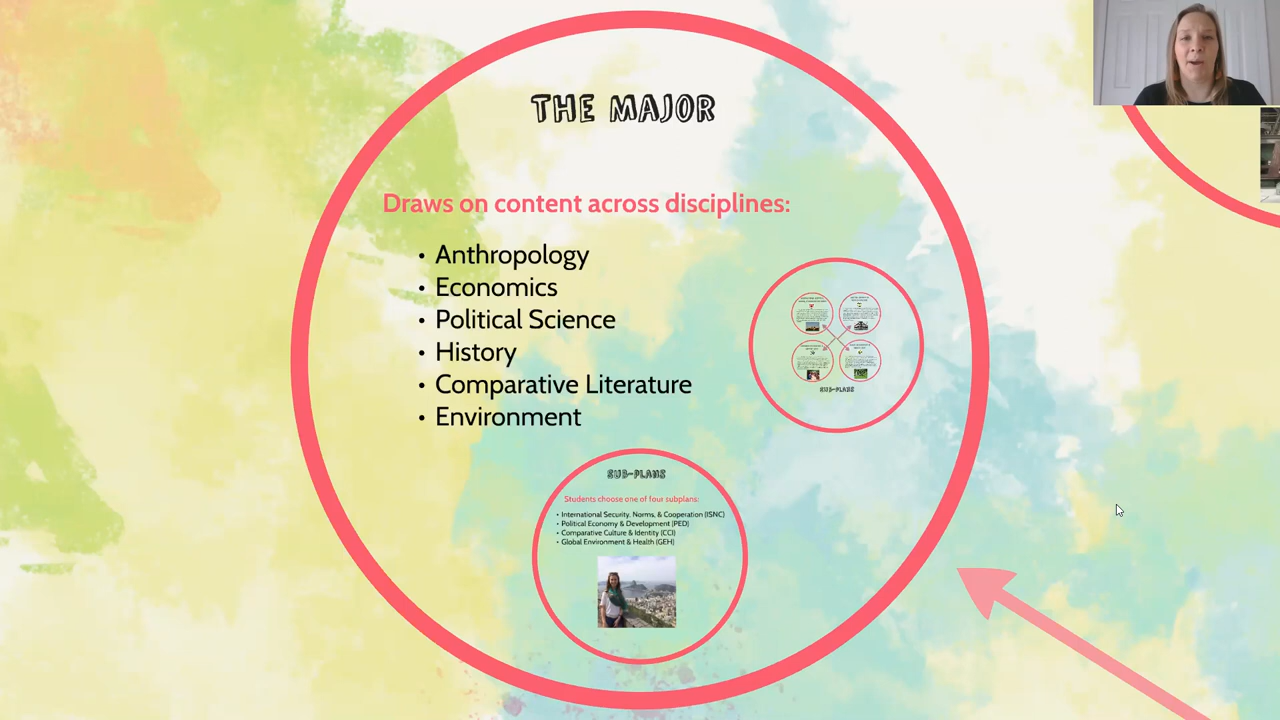 THE MAJOR
Draws on content across disciplines:
• Anthropology
• Economics
• Political Science
• History
• Comparative Literature
• Environment
SUB-PLANS
SUB-PLANS
Students choose one of four subplans:
• International Security, Norms, & Cooperation (ISNC)
• Political Economy & Development (PED)
• Comparative Culture & Identity (CCI)
• Global Environment & Health (GEH)